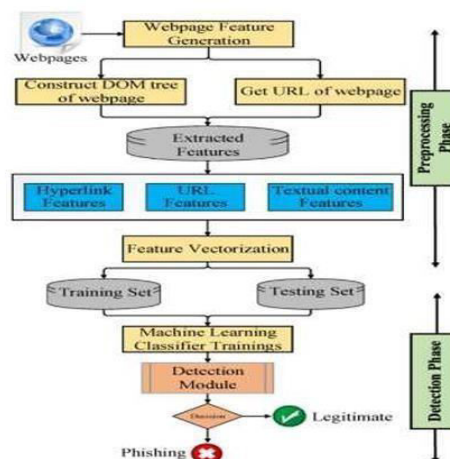 Webpage Feature
Generation
Webpages
Construct DOM tree
of webpage
Get URL of webpage
Extracted
Features
Hyperlink
Features
URL
Features
Textual content
Features
Feature Vectorization
Training Set
Testing Set
Machine Learning
Classifier Trainings
Detection
Module
Decision
Legitimate
Phishing
Preprocessing
Phase
Detection Phase